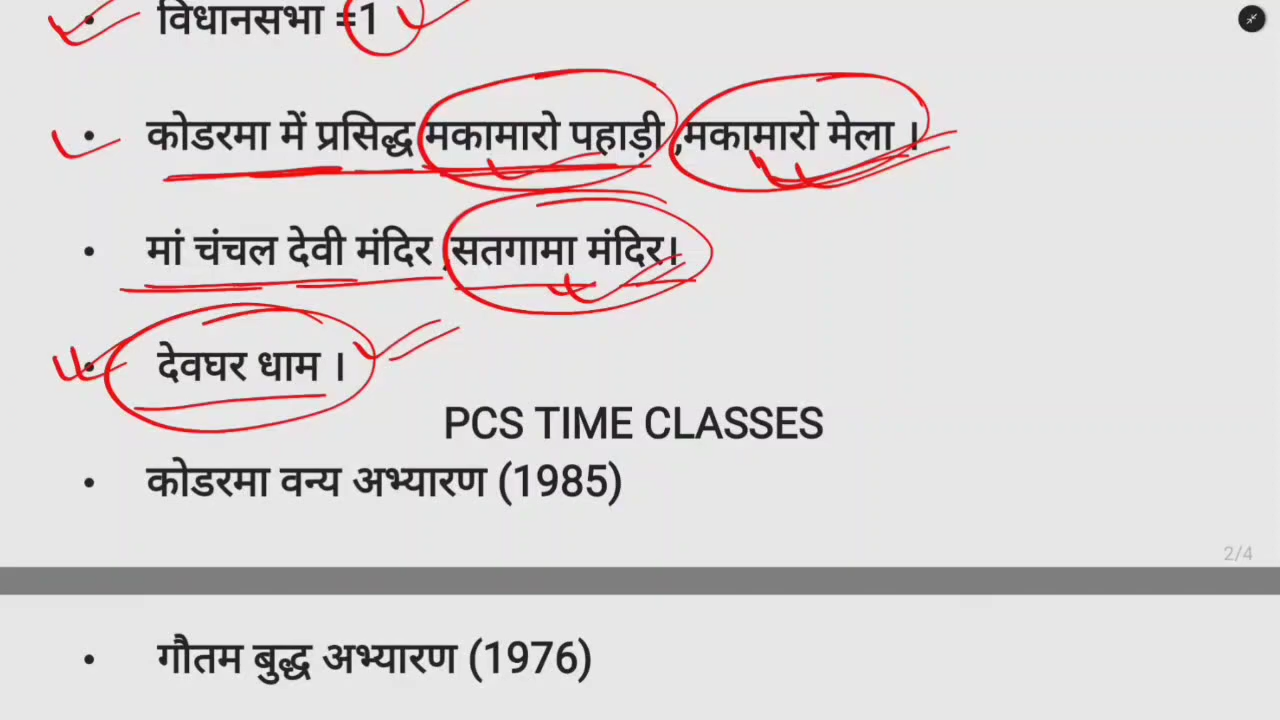 • विधानसभा =1
• कोडरमा में प्रसिद्ध मकामारो पहाड़ी ,मकामारो मेला ।
• मां चंचल देवी मंदिर ,सतगामा मंदिर।
• देवघर धाम ।
PCS TIME CLASSES
• कोडरमा वन्य अभ्यारण (1985)
2/4
• गौतम बुद्ध अभ्यारण (1976)